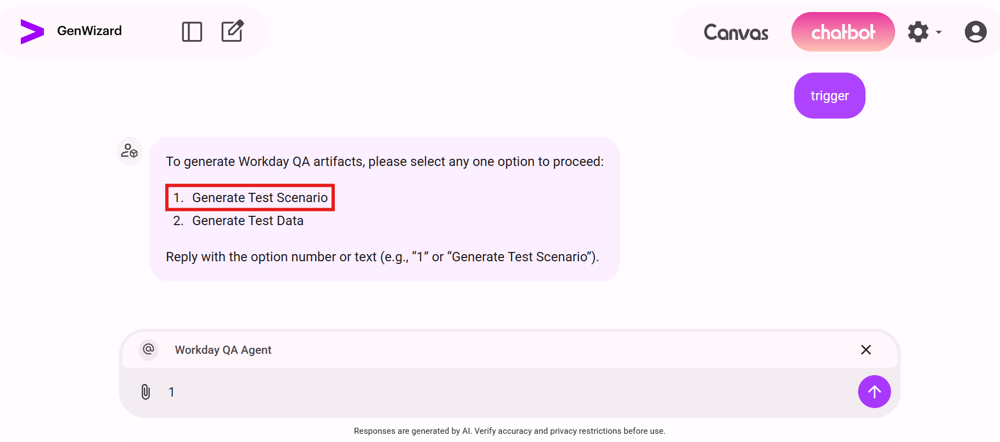 GenWizard
Canvas
chatbot
trigger
To generate Workday QA artifacts, please select any one option to proceed:
1. Generate Test Scenario
2. Generate Test Data
Reply with the option number or text (e.g., “1” or “Generate Test Scenario”).
@ Workday QA Agent
1
Responses are generated by AI. Verify accuracy and privacy restrictions before use.